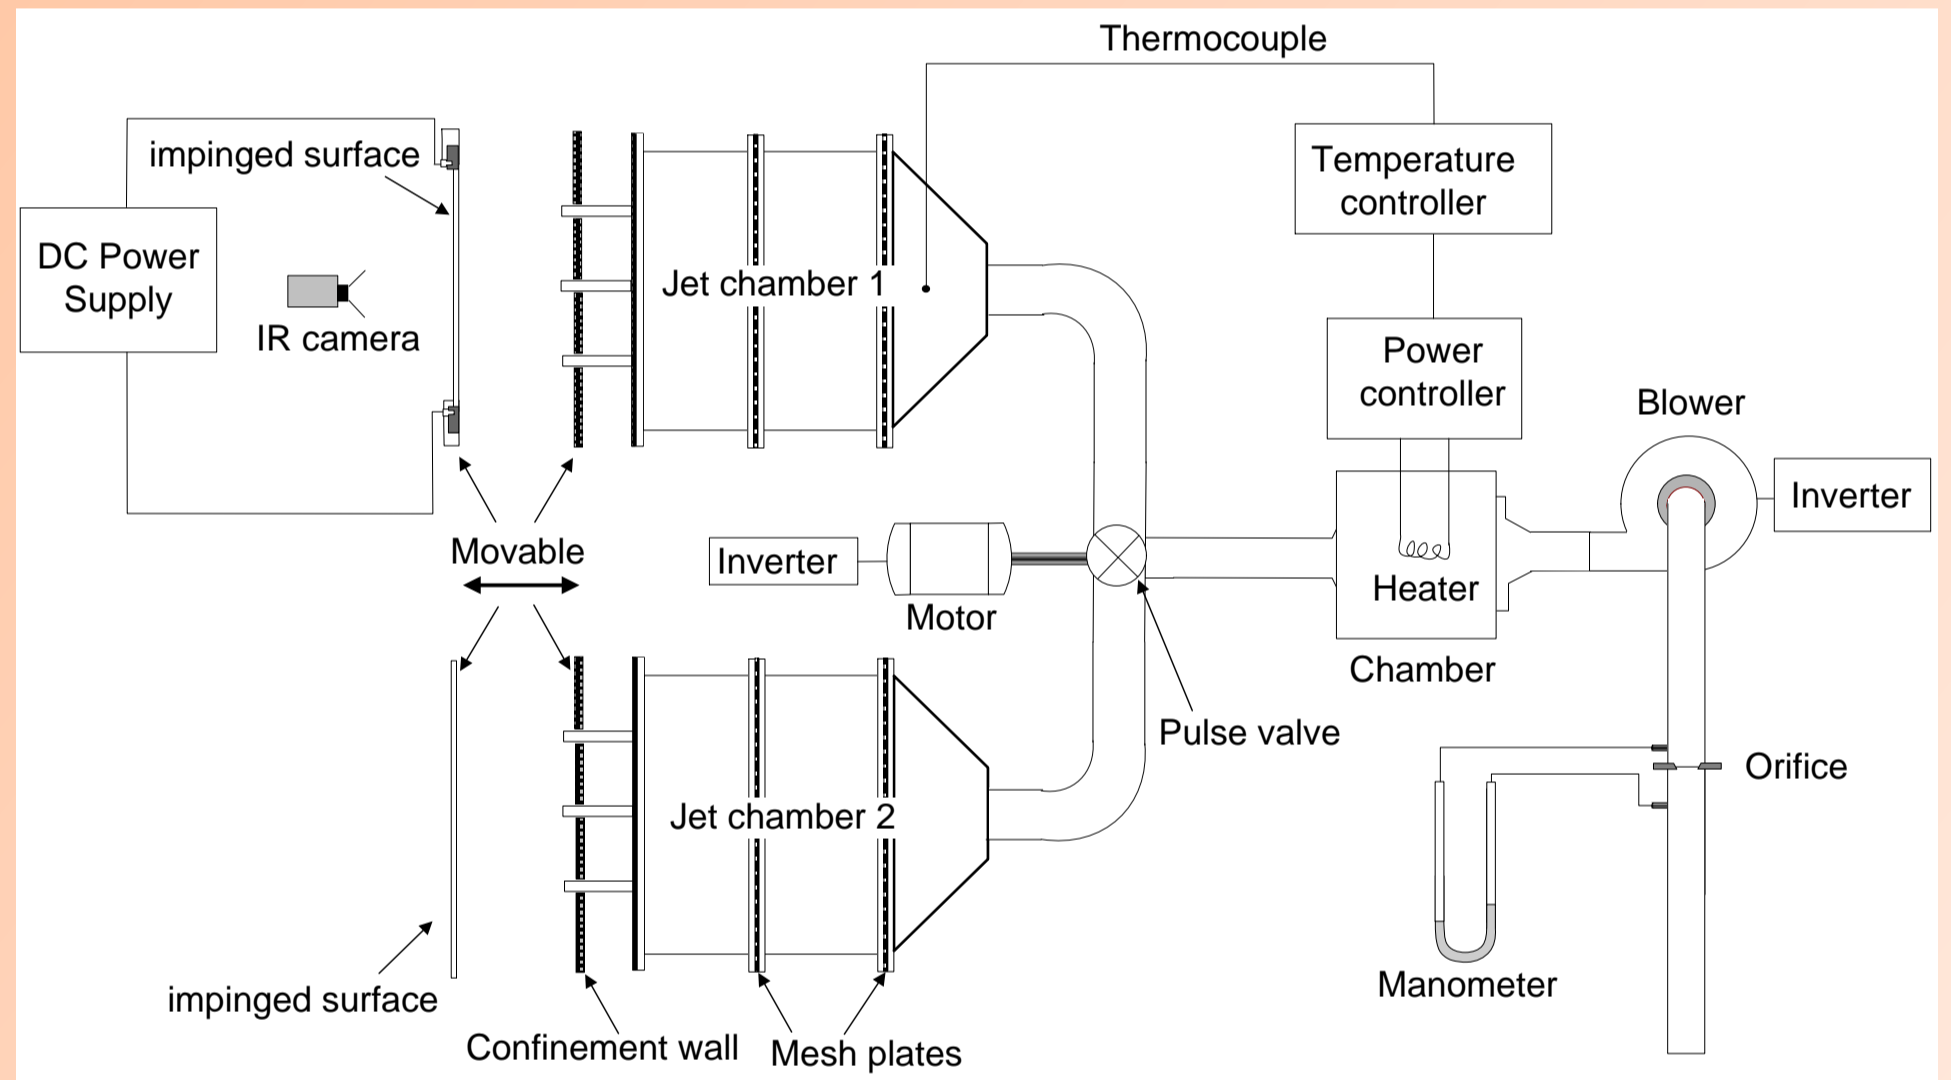 Thermocouple
impinged surface
Temperature
controller
DC Power
Supply
IR camera
Jet chamber 1
Power
controller
Blower
Inverter
Movable
Inverter
Motor
Heater
Chamber
Pulse valve
Orifice
Jet chamber 2
Manometer
impinged surface
Confinement wall
Mesh plates